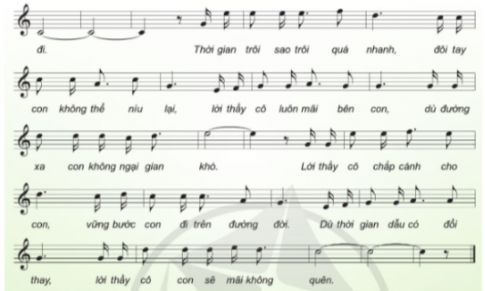 đi. Thời gian trôi sao trôi quá nhanh, đôi tay
con không thể níu lại, lời thầy cô luôn mãi bên con, dù đường
xa con không ngại gian khó. Lời thầy cô chắp cánh cho
con, vững bước con đi trên đường đời. Dù thời gian dẫu có đổi
thay, lời thầy cô con sẽ mãi không quên.